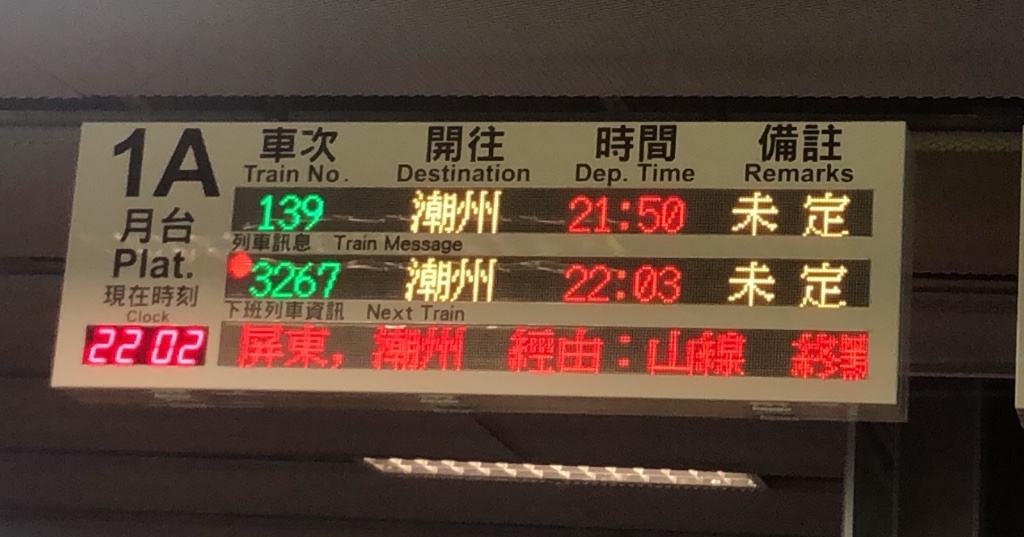 1A 車次 開往 時間 備註
Train No. Destination Dep. Time Remarks
月台 139 潮州 21:50 未定
Plat. 列車訊息 Train Message
3267 潮州 22:03 未定
現在時刻 下班列車資訊 Next Train
Clock
22 02 屏東, 潮州 經由:山線 終點